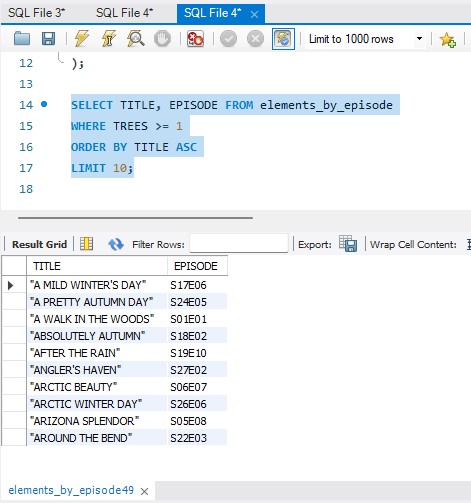 SQL File 3* SQL File 4* SQL File 4* ×
Limit to 1000 rows
12 );
13
14 SELECT TITLE, EPISODE FROM elements_by_episode
15 WHERE TREES >= 1
16 ORDER BY TITLE ASC
17 LIMIT 10;
18
Result Grid Filter Rows: Export: Wrap Cell Content:
TITLE EPISODE
"A MILD WINTER'S DAY" S17E06
"A PRETTY AUTUMN DAY" S24E05
"A WALK IN THE WOODS" S01E01
"ABSOLUTELY AUTUMN" S18E02
"AFTER THE RAIN" S19E10
"ANGLER'S HAVEN" S27E02
"ARCTIC BEAUTY" S06E07
"ARCTIC WINTER DAY" S26E06
"ARIZONA SPLENDOR" S05E08
"AROUND THE BEND" S22E03
elements_by_episode49 ×